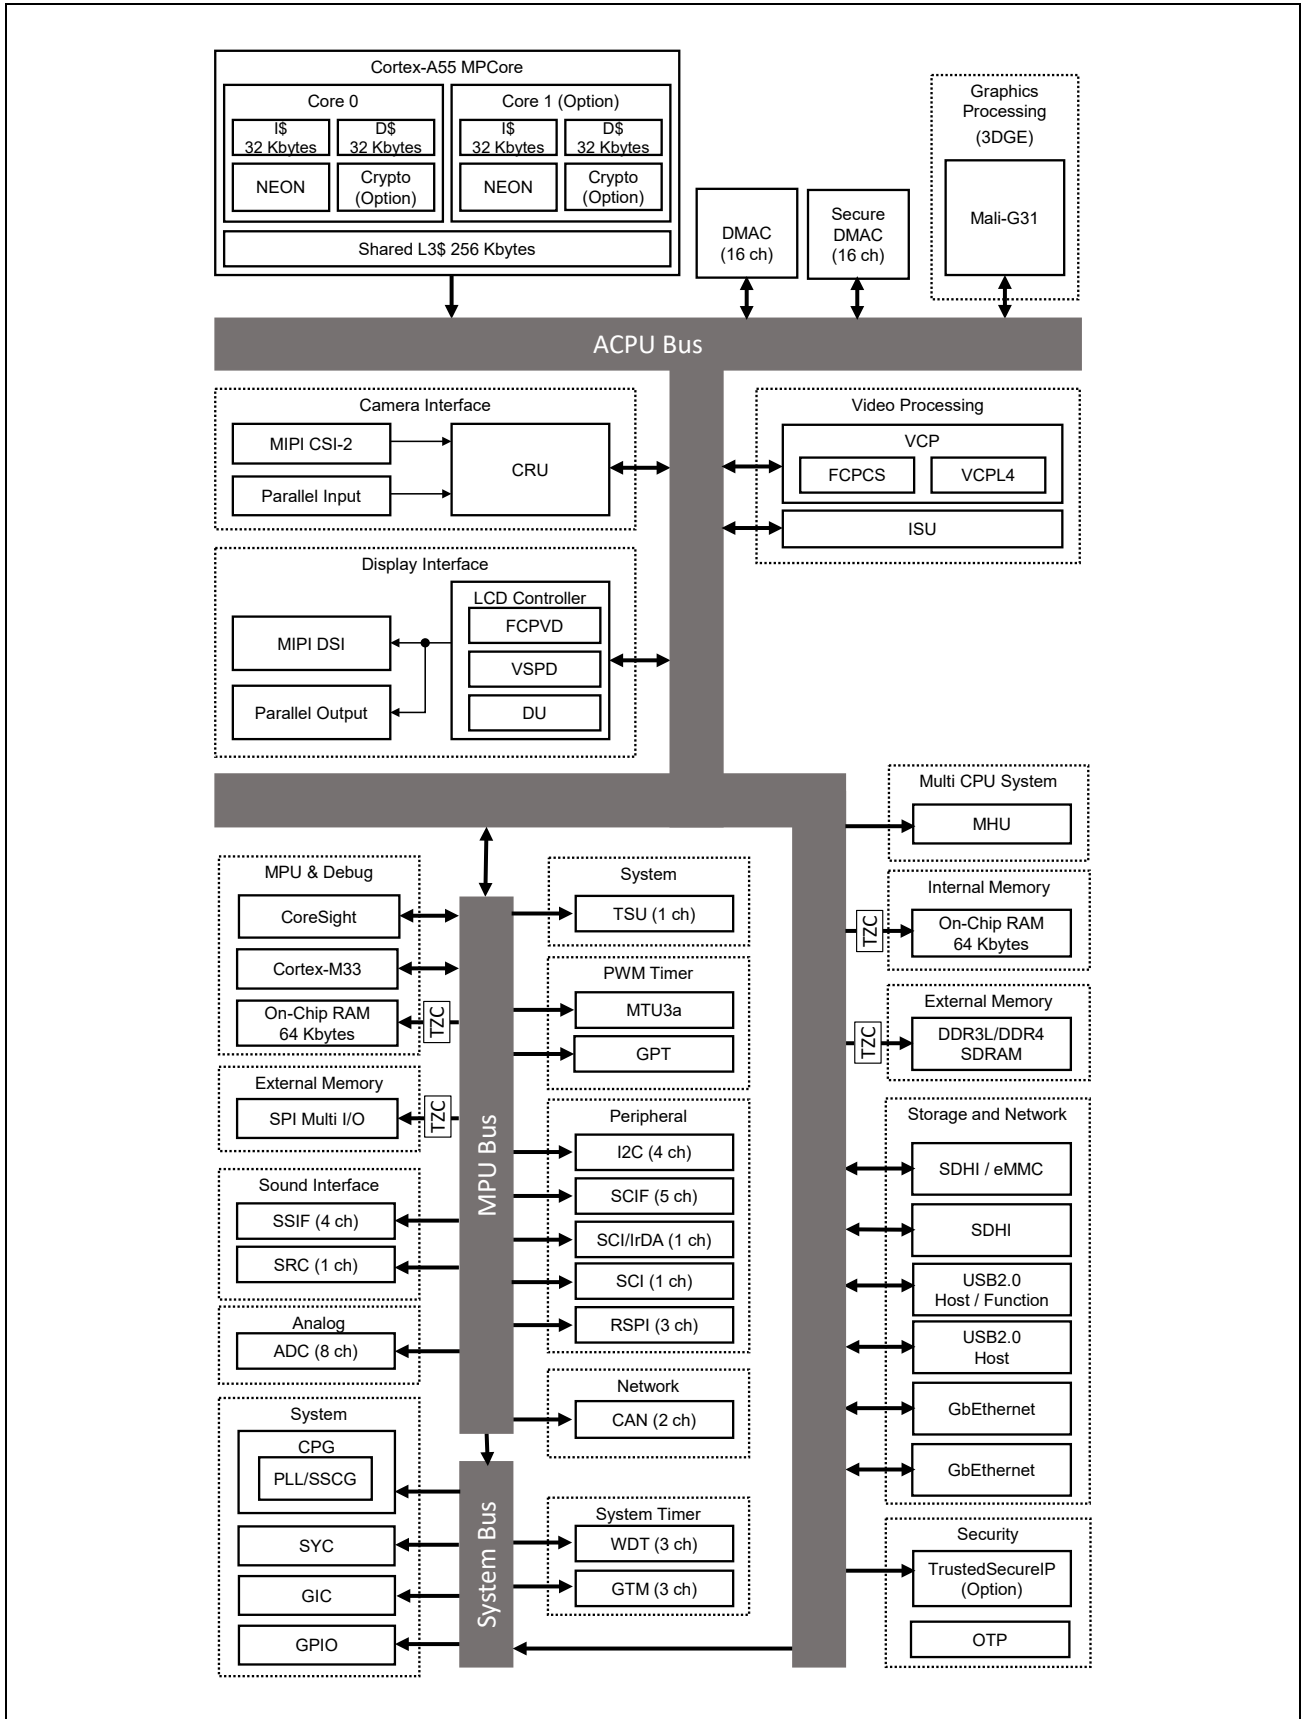 Cortex-A55 MPCore
Core 0
I$
32 Kbytes
D$
32 Kbytes
NEON
Crypto
(Option)
Core 1 (Option)
I$
32 Kbytes
D$
32 Kbytes
NEON
Crypto
(Option)
Shared L3$ 256 Kbytes
DMAC
(16 ch)
Secure
DMAC
(16 ch)
Graphics
Processing
(3DGE)
Mali-G31
ACPU Bus
Camera Interface
MIPI CSI-2
Parallel Input
CRU
Video Processing
VCP
FCPCS
VCPL4
ISU
Display Interface
LCD Controller
FCPVD
VSPD
DU
MIPI DSI
Parallel Output
Multi CPU System
MHU
MPU & Debug
CoreSight
Cortex-M33
On-Chip RAM
64 Kbytes
TZC
External Memory
SPI Multi I/O
TZC
Sound Interface
SSIF (4 ch)
SRC (1 ch)
Analog
ADC (8 ch)
System
CPG
PLL/SSCG
SYC
GIC
GPIO
MPU Bus
System Bus
System
TSU (1 ch)
PWM Timer
MTU3a
GPT
Peripheral
I2C (4 ch)
SCIF (5 ch)
SCI/IrDA (1 ch)
SCI (1 ch)
RSPI (3 ch)
Network
CAN (2 ch)
System Timer
WDT (3 ch)
GTM (3 ch)
Internal Memory
TZC
On-Chip RAM
64 Kbytes
External Memory
TZC
DDR3L/DDR4
SDRAM
Storage and Network
SDHI / eMMC
SDHI
USB2.0
Host / Function
USB2.0
Host
GbEthernet
GbEthernet
Security
TrustedSecureIP
(Option)
OTP